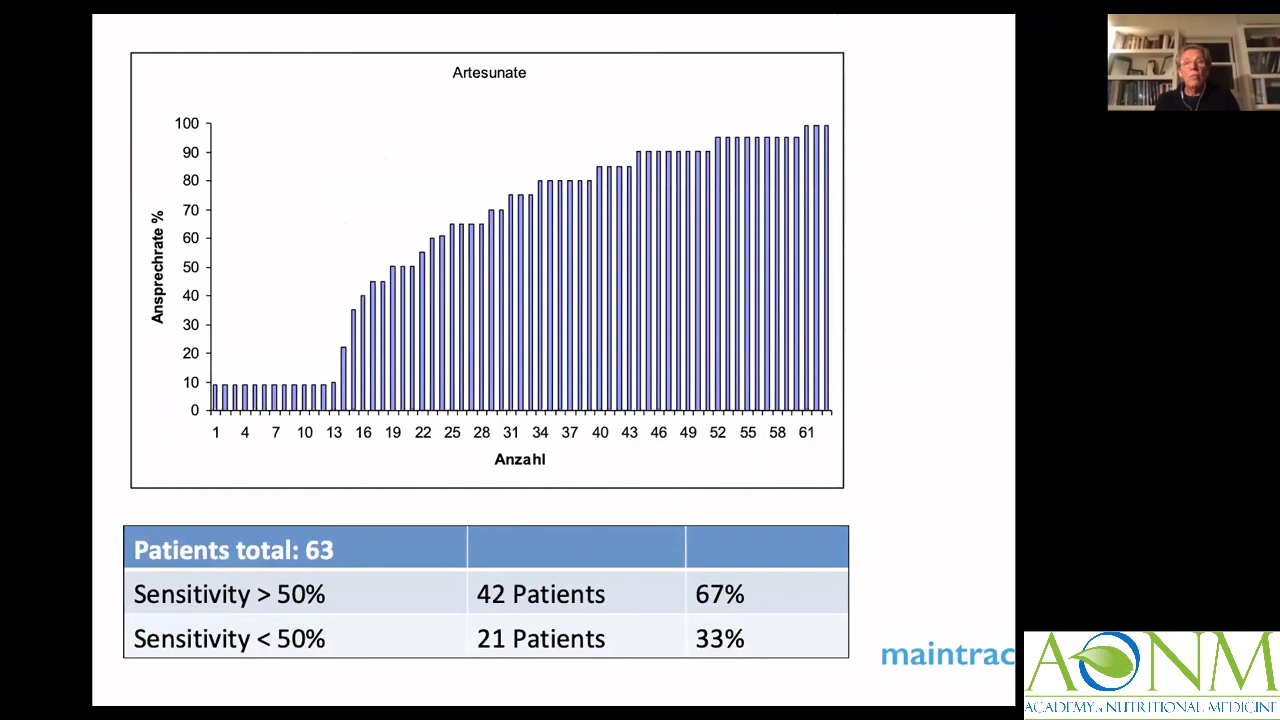 Artesunate
100
90
80
70
60
50
40
30
20
10
0
Ansprechrate %
1 4 7 10 13 16 19 22 25 28 31 34 37 40 43 46 49 52 55 58 61
Anzahl
Patients total: 63
Sensitivity > 50% 42 Patients 67%
Sensitivity < 50% 21 Patients 33%
maintrac
AONM
ACADEMY of NUTRITIONAL MEDICINE